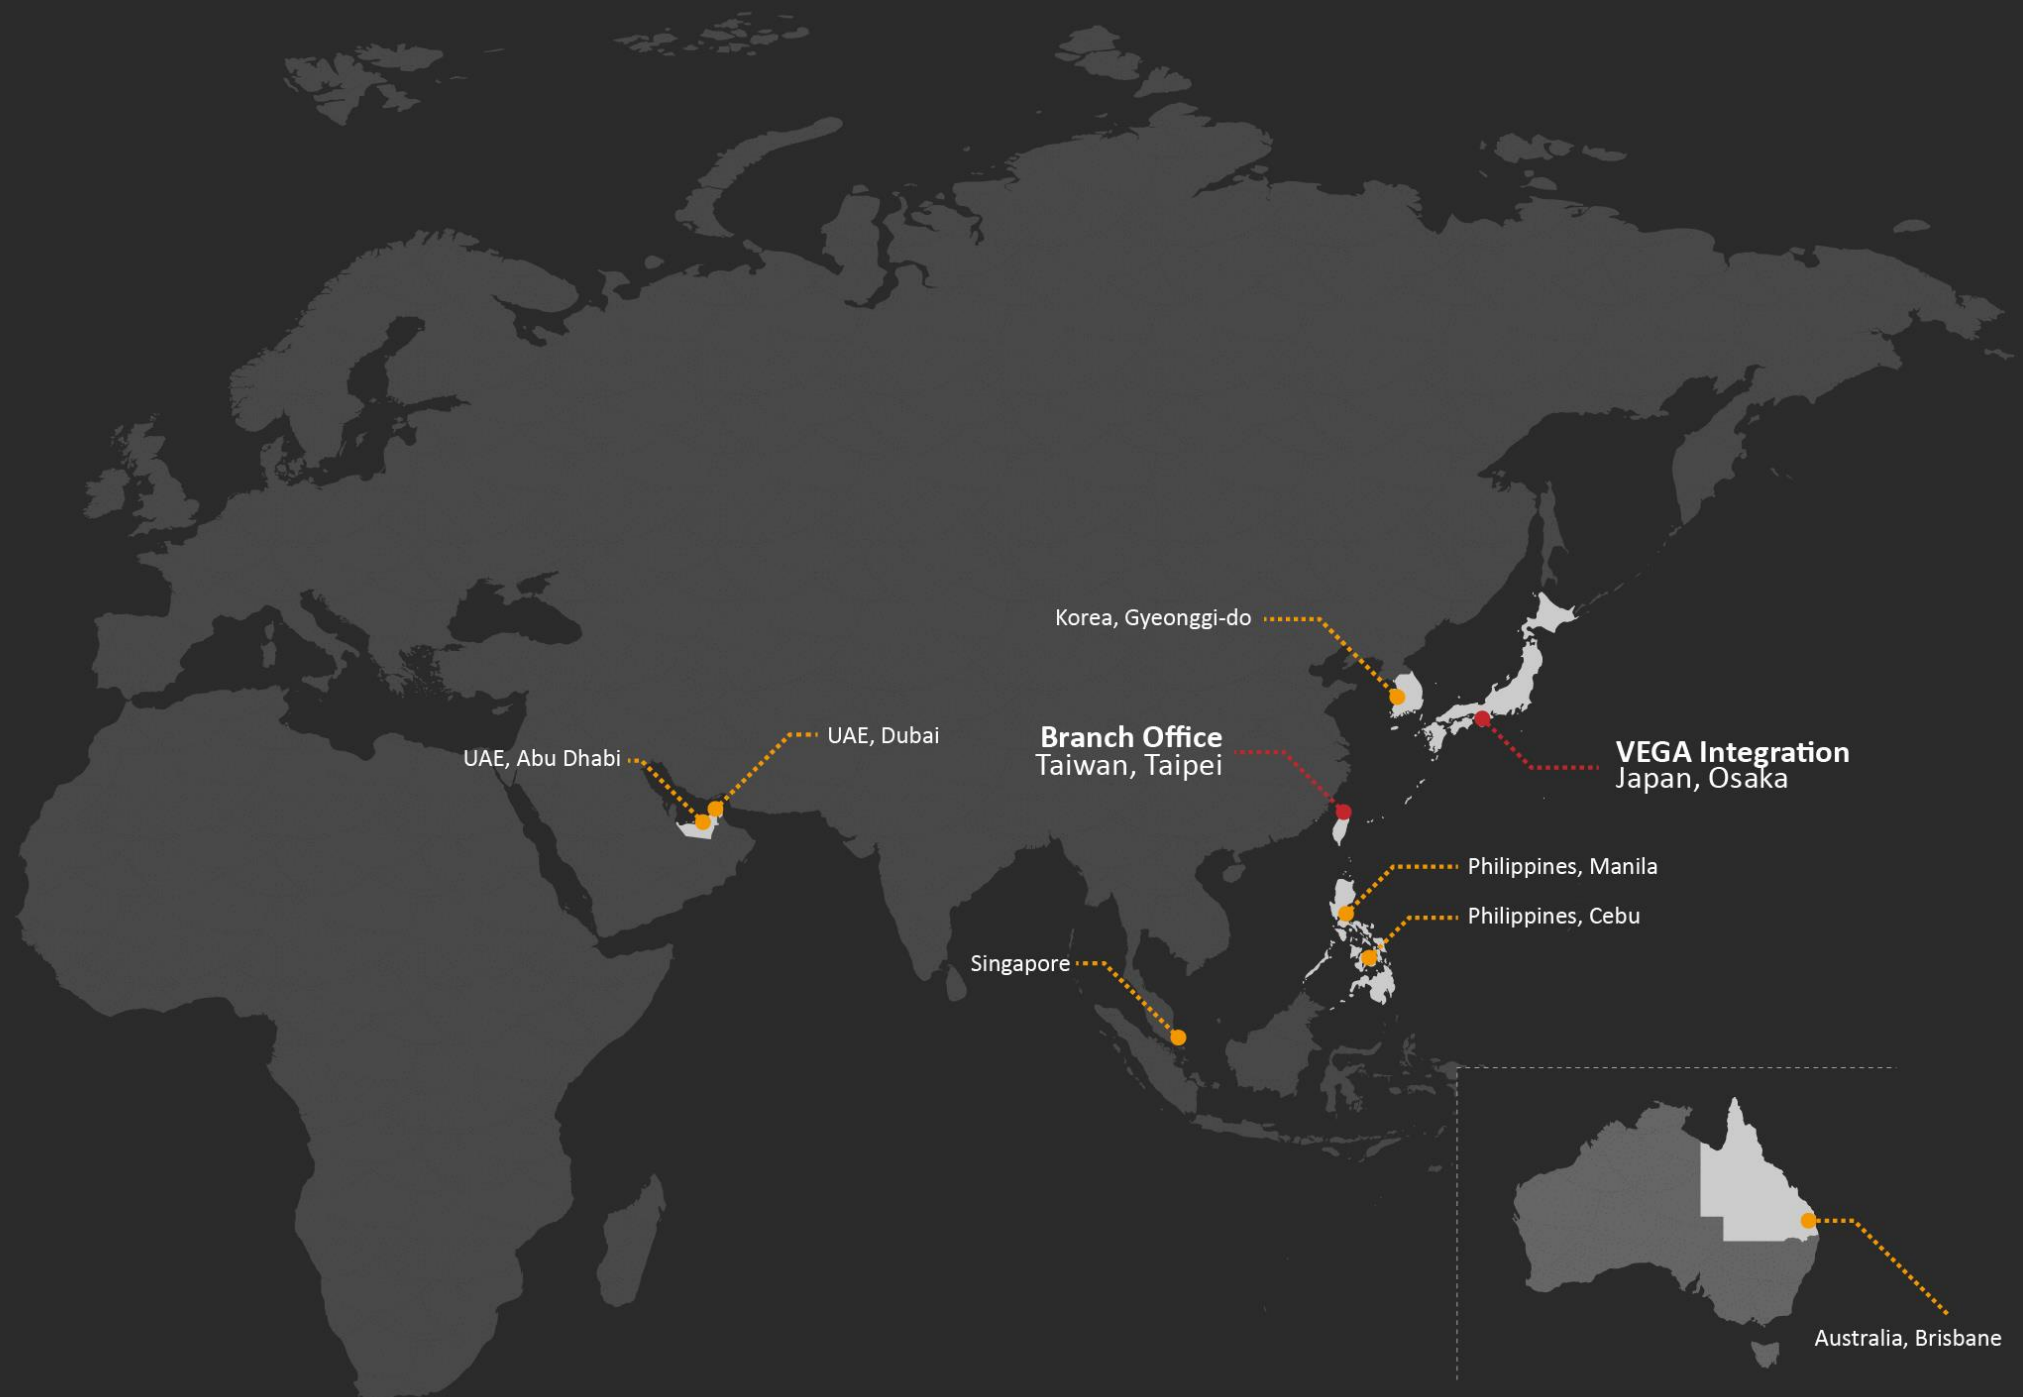 Korea, Gyeonggi-do
UAE, Dubai
UAE, Abu Dhabi
Branch Office
Taiwan, Taipei
VEGA Integration
Japan, Osaka
Philippines, Manila
Philippines, Cebu
Singapore
Australia, Brisbane